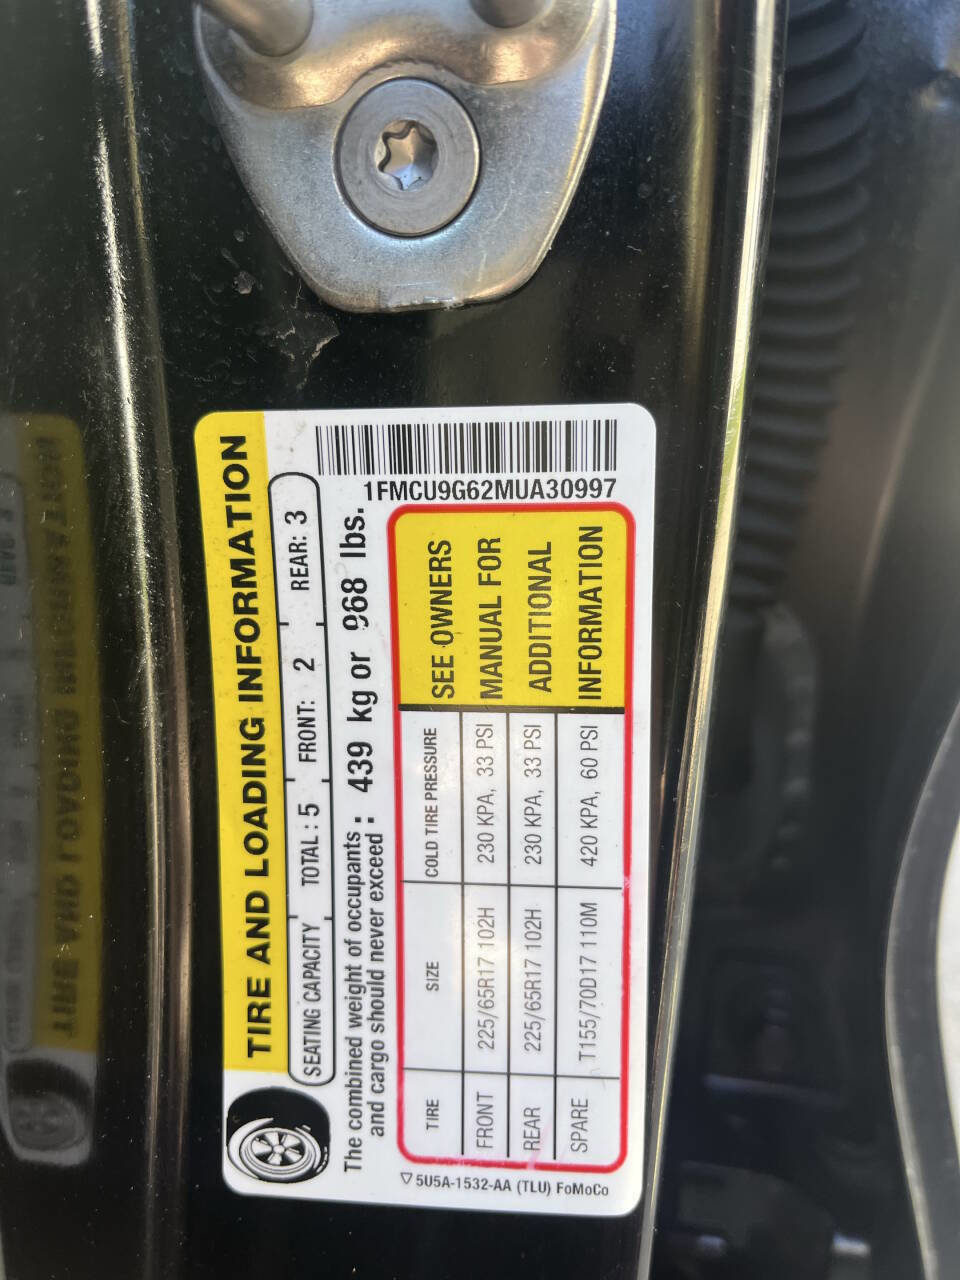 1FMCU9G62MUA30997
TIRE AND LOADING INFORMATION
SEATING CAPACITY TOTAL : 5 FRONT: 2 REAR: 3
The combined weight of occupants
and cargo should never exceed : 439 kg or 968 lbs.
TIRE SIZE COLD TIRE PRESSURE
FRONT 225/65R17 102H 230 KPA, 33 PSI
REAR 225/65R17 102H 230 KPA, 33 PSI
SPARE T155/70D17 110M 420 KPA, 60 PSI
SEE OWNERS
MANUAL FOR
ADDITIONAL
INFORMATION
5U5A-1532-AA (TLU) FoMoCo